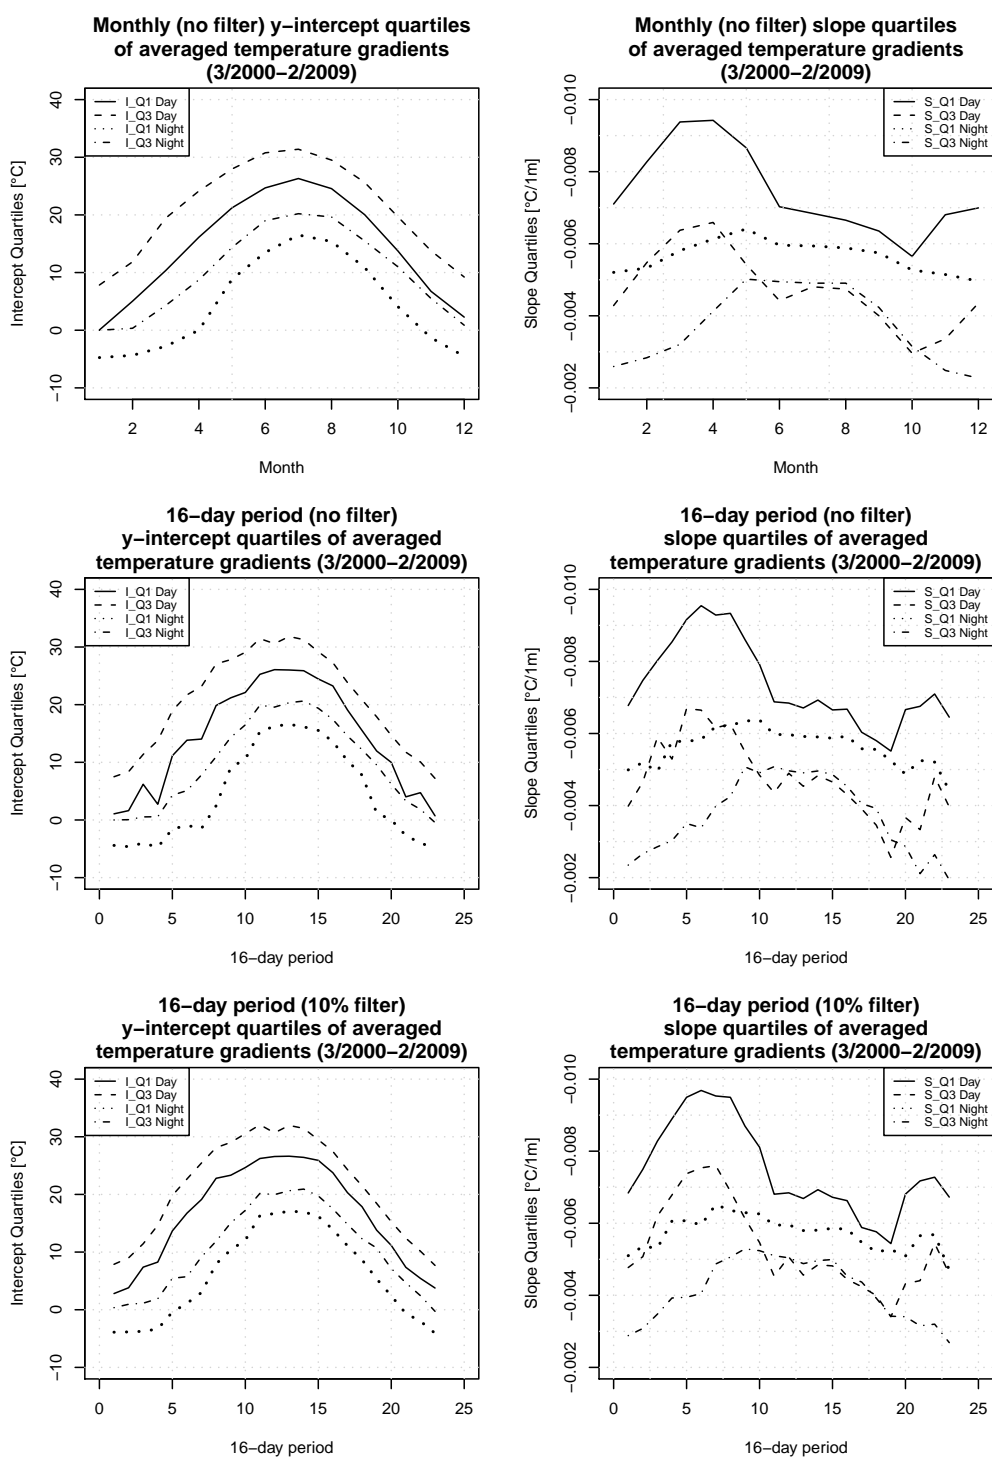 Monthly (no filter) y−intercept quartiles
of averaged temperature gradients
(3/2000−2/2009)
Intercept Quartiles [°C]
40
30
20
10
0
−10
I_Q1 Day
I_Q3 Day
I_Q1 Night
I_Q3 Night
2 4 6 8 10 12
Month
Monthly (no filter) slope quartiles
of averaged temperature gradients
(3/2000−2/2009)
Slope Quartiles [°C/1m]
−0.010
−0.008
−0.006
−0.004
−0.002
S_Q1 Day
S_Q3 Day
S_Q1 Night
S_Q3 Night
2 4 6 8 10 12
Month
16−day period (no filter)
y−intercept quartiles of averaged
temperature gradients (3/2000−2/2009)
Intercept Quartiles [°C]
40
30
20
10
0
−10
I_Q1 Day
I_Q3 Day
I_Q1 Night
I_Q3 Night
0 5 10 15 20 25
16−day period
16−day period (no filter)
slope quartiles of averaged
temperature gradients (3/2000−2/2009)
Slope Quartiles [°C/1m]
−0.010
−0.008
−0.006
−0.004
−0.002
S_Q1 Day
S_Q3 Day
S_Q1 Night
S_Q3 Night
0 5 10 15 20 25
16−day period
16−day period (10% filter)
y−intercept quartiles of averaged
temperature gradients (3/2000−2/2009)
Intercept Quartiles [°C]
40
30
20
10
0
−10
I_Q1 Day
I_Q3 Day
I_Q1 Night
I_Q3 Night
0 5 10 15 20 25
16−day period
16−day period (10% filter)
slope quartiles of averaged
temperature gradients (3/2000−2/2009)
Slope Quartiles [°C/1m]
−0.010
−0.008
−0.006
−0.004
−0.002
S_Q1 Day
S_Q3 Day
S_Q1 Night
S_Q3 Night
0 5 10 15 20 25
16−day period